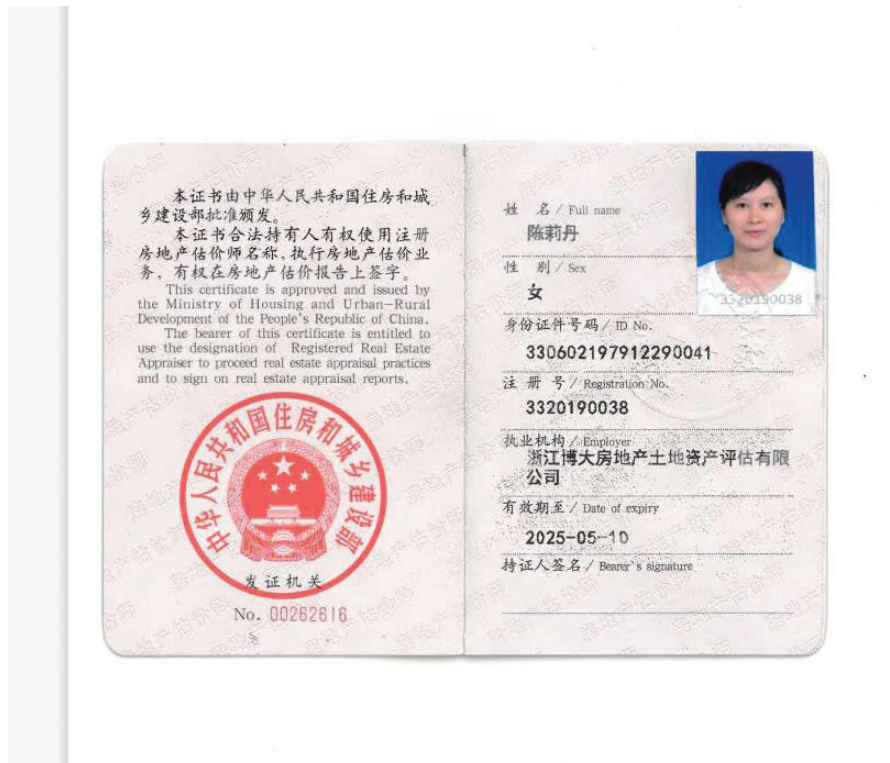 本证书由中华人民共和国住房和城
乡建设部批准颁发。
本证书合法持有人有权使用注册
房地产估价师名称、执行房地产估价业
务，有权在房地产估价报告上签字。
This certificate is approved and issued by
the Ministry of Housing and Urban-Rural
Development of the People's Republic of China.
The bearer of this certificate is entitled to
use the designation of Registered Real Estate
Appraiser to proceed real estate appraisal practices
and to sign on real estate appraisal reports.
中华人民共和国住房和城乡建设部
发证机关
No. 00262616
姓 名 / Full name
陈莉丹
性 别 / Sex
女
3320190038
身份证件号码 / ID No.
330602197912290041
注 册 号 / Registration No.
3320190038
执业机构 / Employer
浙江博大房地产土地资产评估有限
公司
有效期至 / Date of expiry
2025-05-10
持证人签名 / Bearer's signature